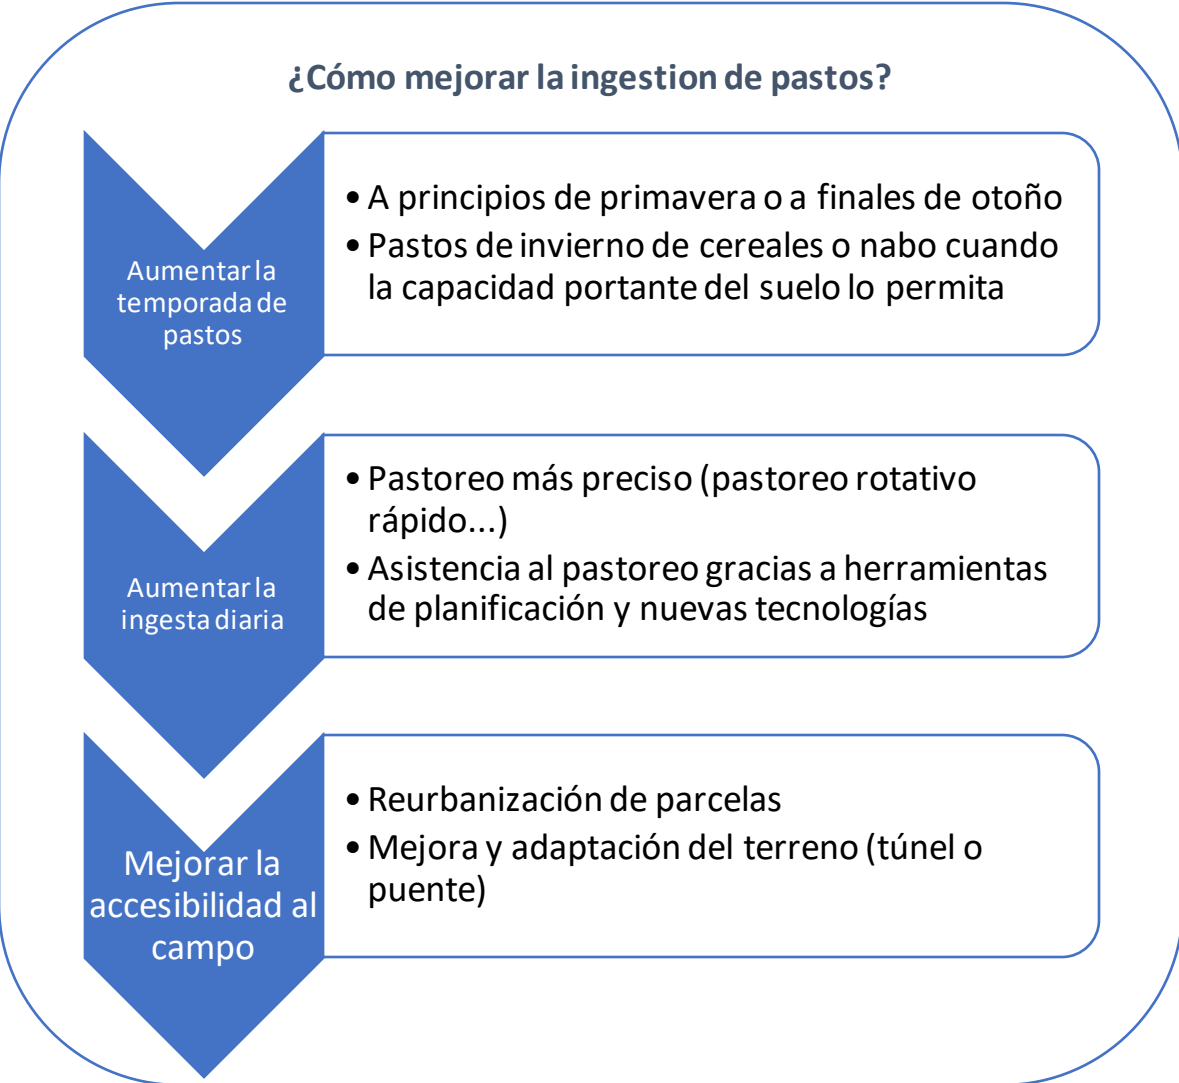 ¿Cómo mejorar la ingestion de pastos?
Aumentar la
temporada de
pastos
• A principios de primavera o a finales de otoño
• Pastos de invierno de cereales o nabo cuando
la capacidad portante del suelo lo permita
Aumentar la
ingesta diaria
• Pastoreo más preciso (pastoreo rotativo
rápido...)
• Asistencia al pastoreo gracias a herramientas
de planificación y nuevas tecnologías
Mejorar la
accesibilidad al
campo
• Reurbanización de parcelas
• Mejora y adaptación del terreno (túnel o
puente)